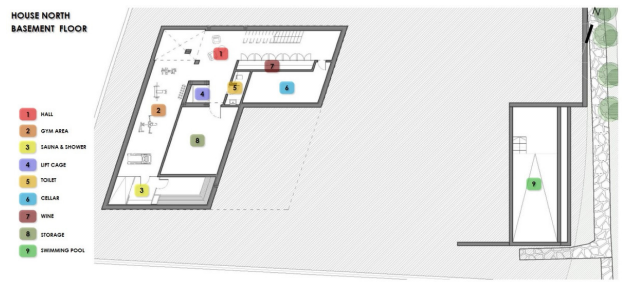 HOUSE NORTH
BASEMENT FLOOR
N
1 HALL
2 GYM AREA
3 SAUNA & SHOWER
4 LIFT CAGE
5 TOILET
6 CELLAR
7 WINE
8 STORAGE
9 SWIMMING POOL
1
7
4
5
6
2
8
3
9